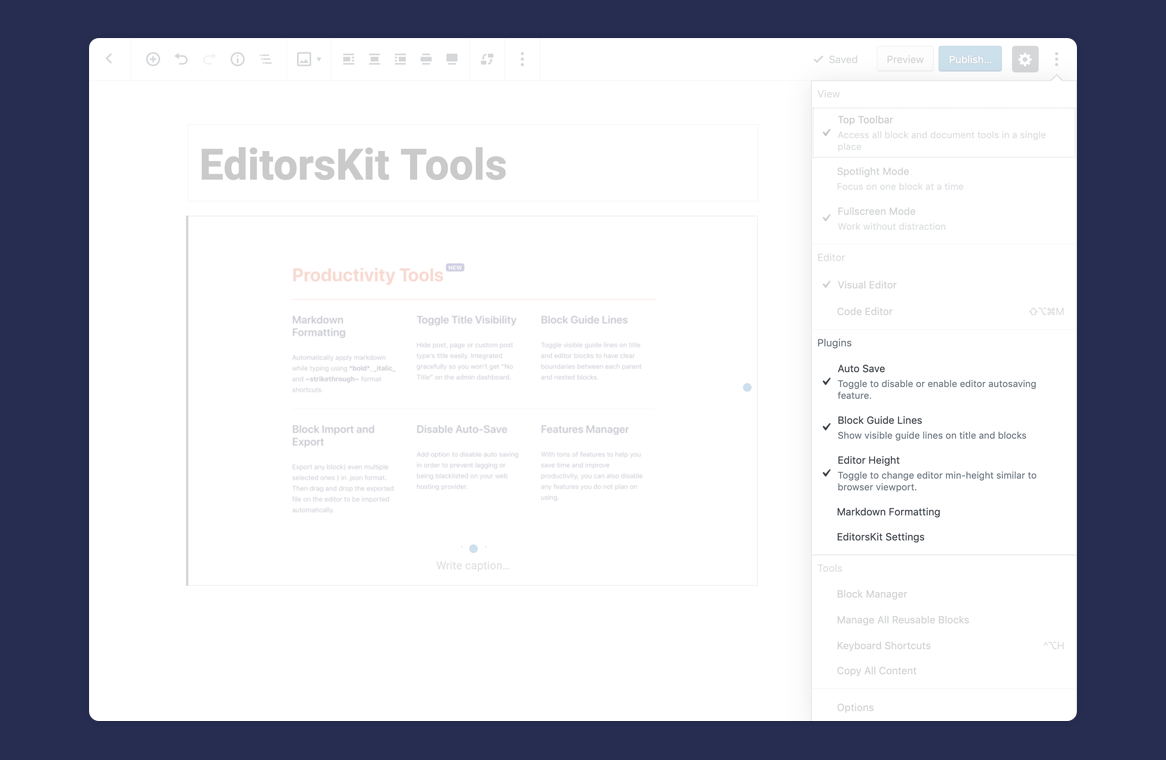 Saved
Preview
Publish...
EditorsKit Tools
Productivity Tools NEW
Markdown
Formatting
Automatically apply markdown
while typing using *bold*, _italic_
and ~strikethrough~ format
shortcuts.
Toggle Title Visibility
Hide post, page or custom post
type's title easily. Integrated
gracefully so you won't get "No
Title" on the admin dashboard.
Block Guide Lines
Toggle visible guide lines on title
and editor blocks to have clear
boundaries between each parent
and nested blocks.
Block Import and
Export
Export any block( even multiple
selected ones ) in .json format.
Then drag and drop the exported
file on the editor to be imported
automatically.
Disable Auto-Save
Add option to disable auto saving
in order to prevent lagging or
being blacklisted on your web
hosting provider.
Features Manager
With tons of features to help you
save time and improve
productivity, you can also disable
any features you do not plan on
using.
Write caption...
View
Top Toolbar
Access all block and document tools in a single
place
Spotlight Mode
Focus on one block at a time
Fullscreen Mode
Work without distraction
Editor
Visual Editor
Code Editor ⇧⌥⌘M
Plugins
Auto Save
Toggle to disable or enable editor autosaving
feature.
Block Guide Lines
Show visible guide lines on title and blocks
Editor Height
Toggle to change editor min-height similar to
browser viewport.
Markdown Formatting
EditorsKit Settings
Tools
Block Manager
Manage All Reusable Blocks
Keyboard Shortcuts ^⌥H
Copy All Content
Options